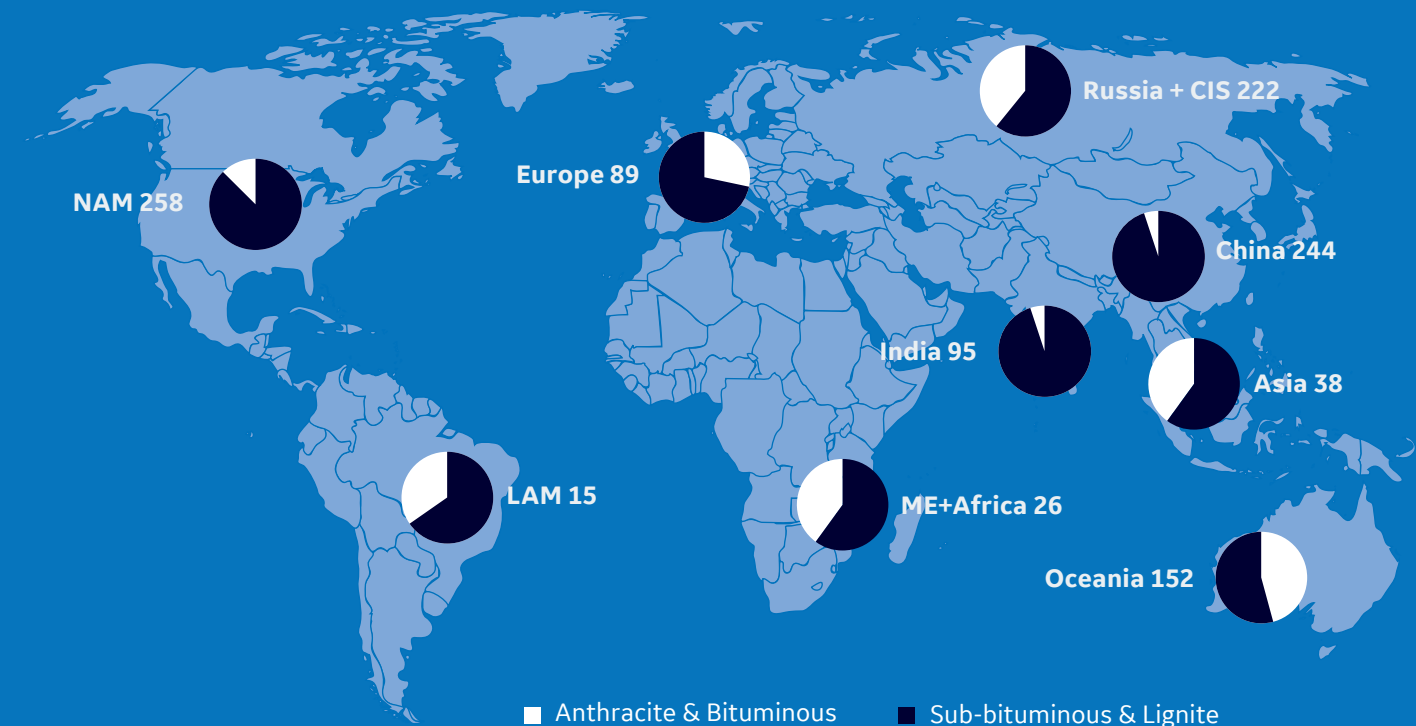 Russia + CIS 222
Europe 89
NAM 258
China 244
India 95
Asia 38
LAM 15
ME+Africa 26
Oceania 152
Anthracite & Bituminous
Sub-bituminous & Lignite